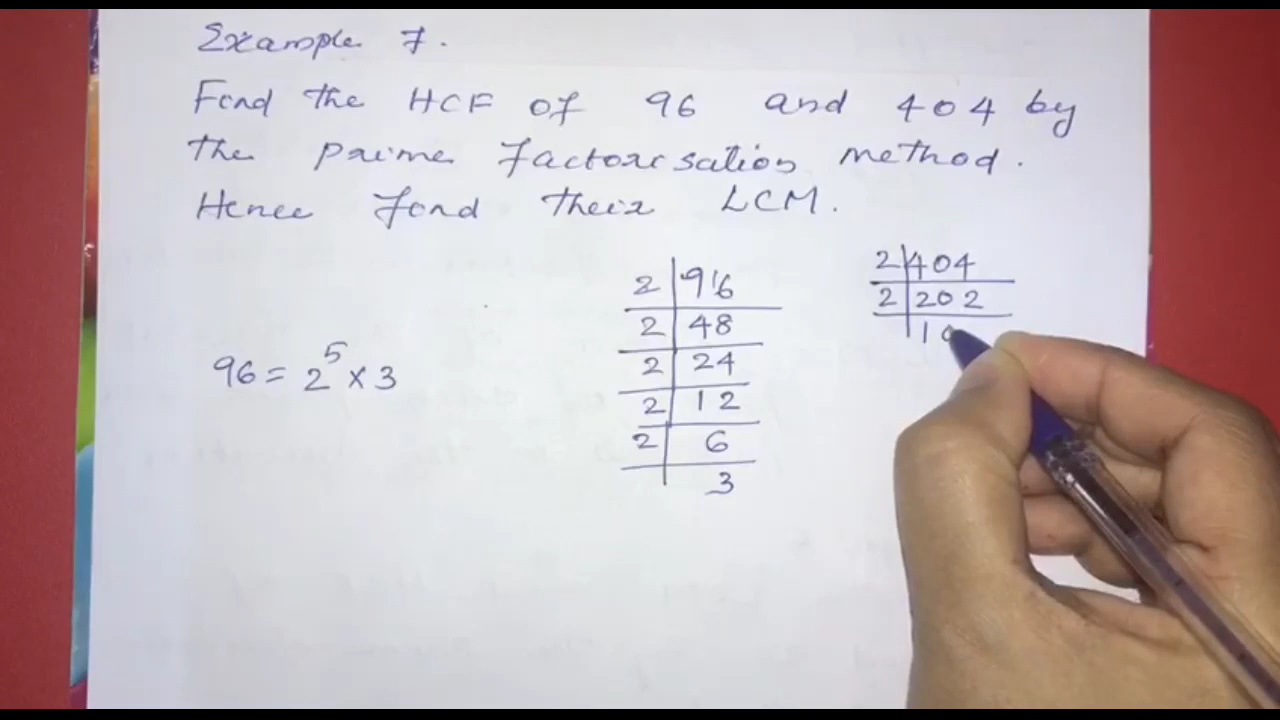 Example 7.
Find the HCF of 96 and 404 by
the prime factorisation method.
Hence find their LCM.
2 | 404
2 | 202
10
2 | 96
2 | 48
2 | 24
2 | 12
2 | 6
3
96 = 2^5 × 3